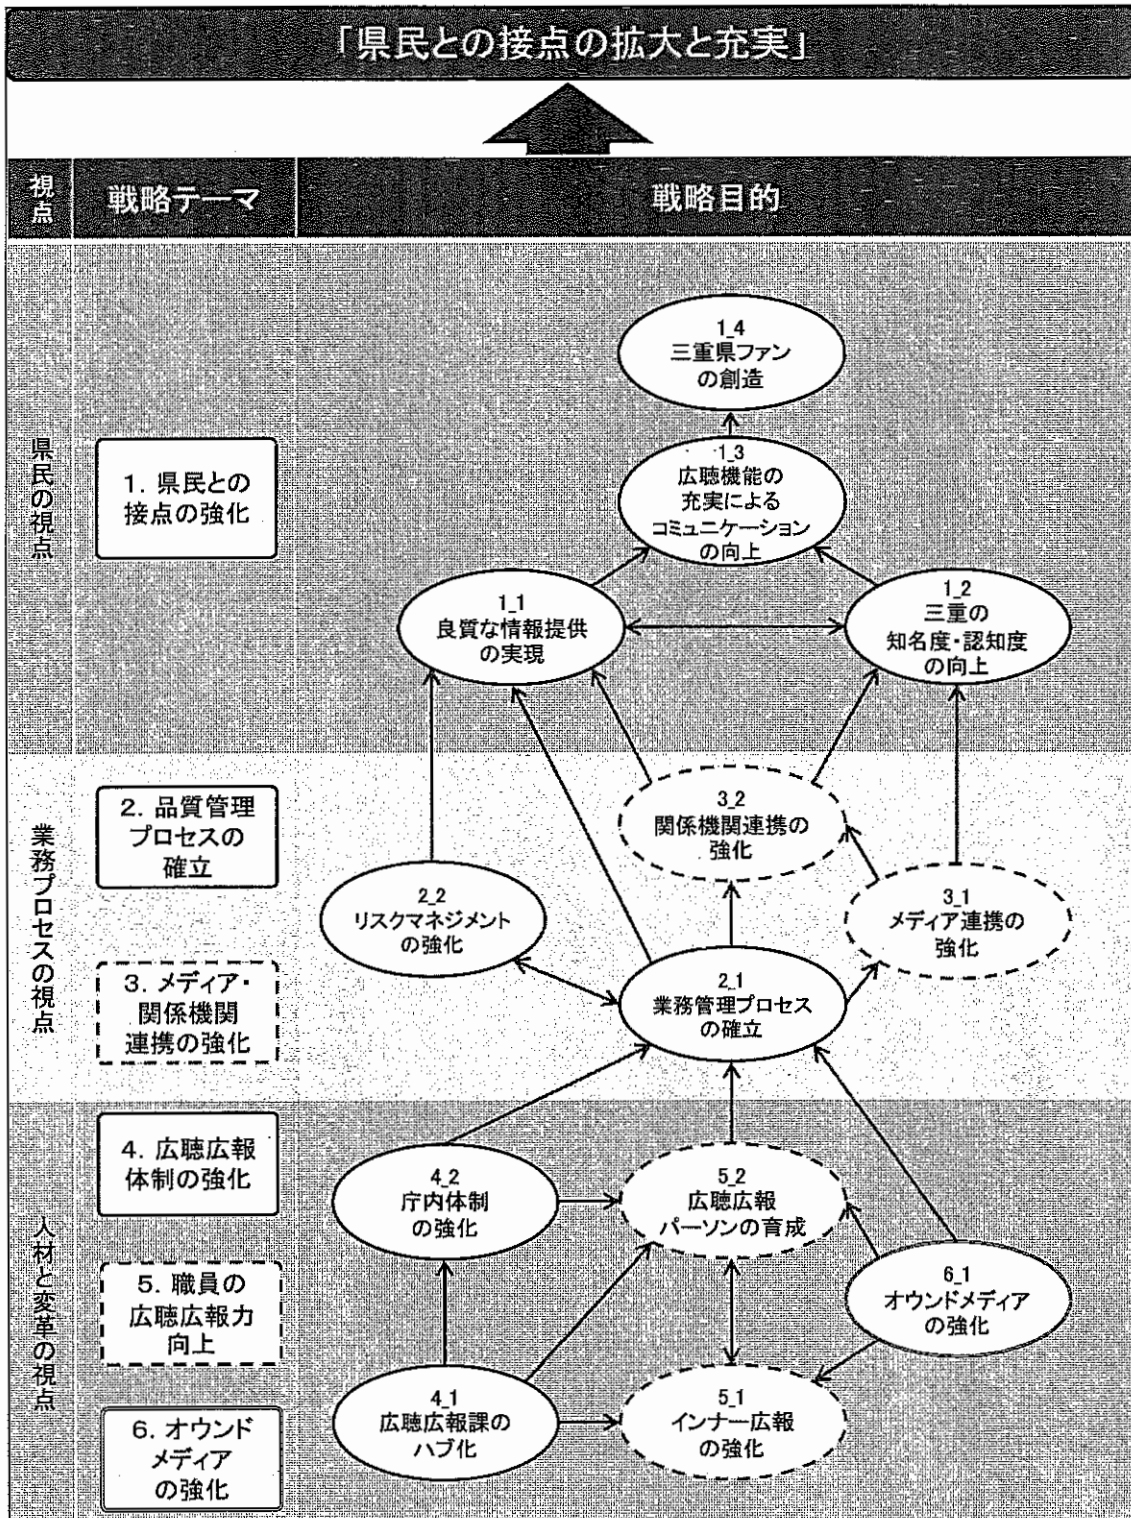 「県民との接点の拡大と充実」
視点
戦略テーマ
戦略目的
県民の視点
1. 県民との
接点の強化
1_4
三重県ファン
の創造
1_3
広聴機能の
充実による
コミュニケーション
の向上
1_1
良質な情報提供
の実現
1_2
三重の
知名度・認知度
の向上
業務プロセスの視点
2. 品質管理
プロセスの
確立
3. メディア・
関係機関
連携の強化
3_2
関係機関連携の
強化
2_2
リスクマネジメント
の強化
3_1
メディア連携の
強化
2_1
業務管理プロセス
の確立
人材と変革の視点
4. 広聴広報
体制の強化
5. 職員の
広聴広報力
向上
6. オウンド
メディア
の強化
4_2
庁内体制
の強化
5_2
広聴広報
パーソンの育成
6_1
オウンドメディア
の強化
4_1
広聴広報課の
ハブ化
5_1
インナー広報
の強化